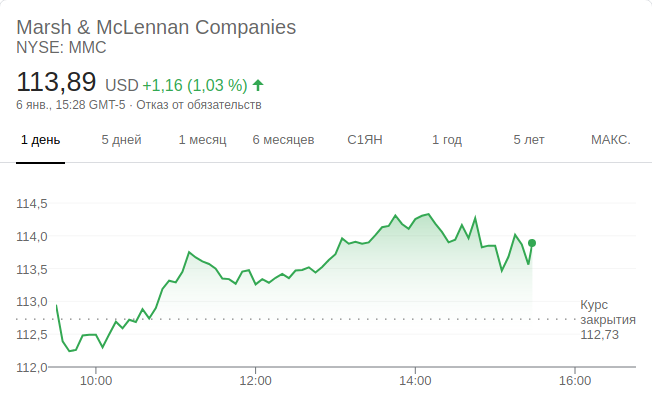 Marsh & McLennan Companies
NYSE: MMC
113,89 USD +1,16 (1,03 %)
6 янв., 15:28 GMT-5 · Отказ от обязательств
1 день 5 дней 1 месяц 6 месяцев С1ЯН 1 год 5 лет МАКС.
114,5
114,0
113,5
113,0
112,5
112,0
Курс
закрытия
112,73
10:00 12:00 14:00 16:00